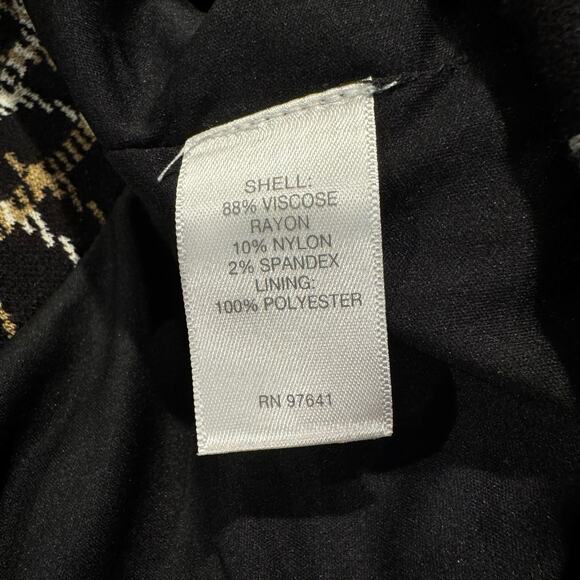 SHELL:
88% VISCOSE
RAYON
10% NYLON
2% SPANDEX
LINING:
100% POLYESTER
RN 97641